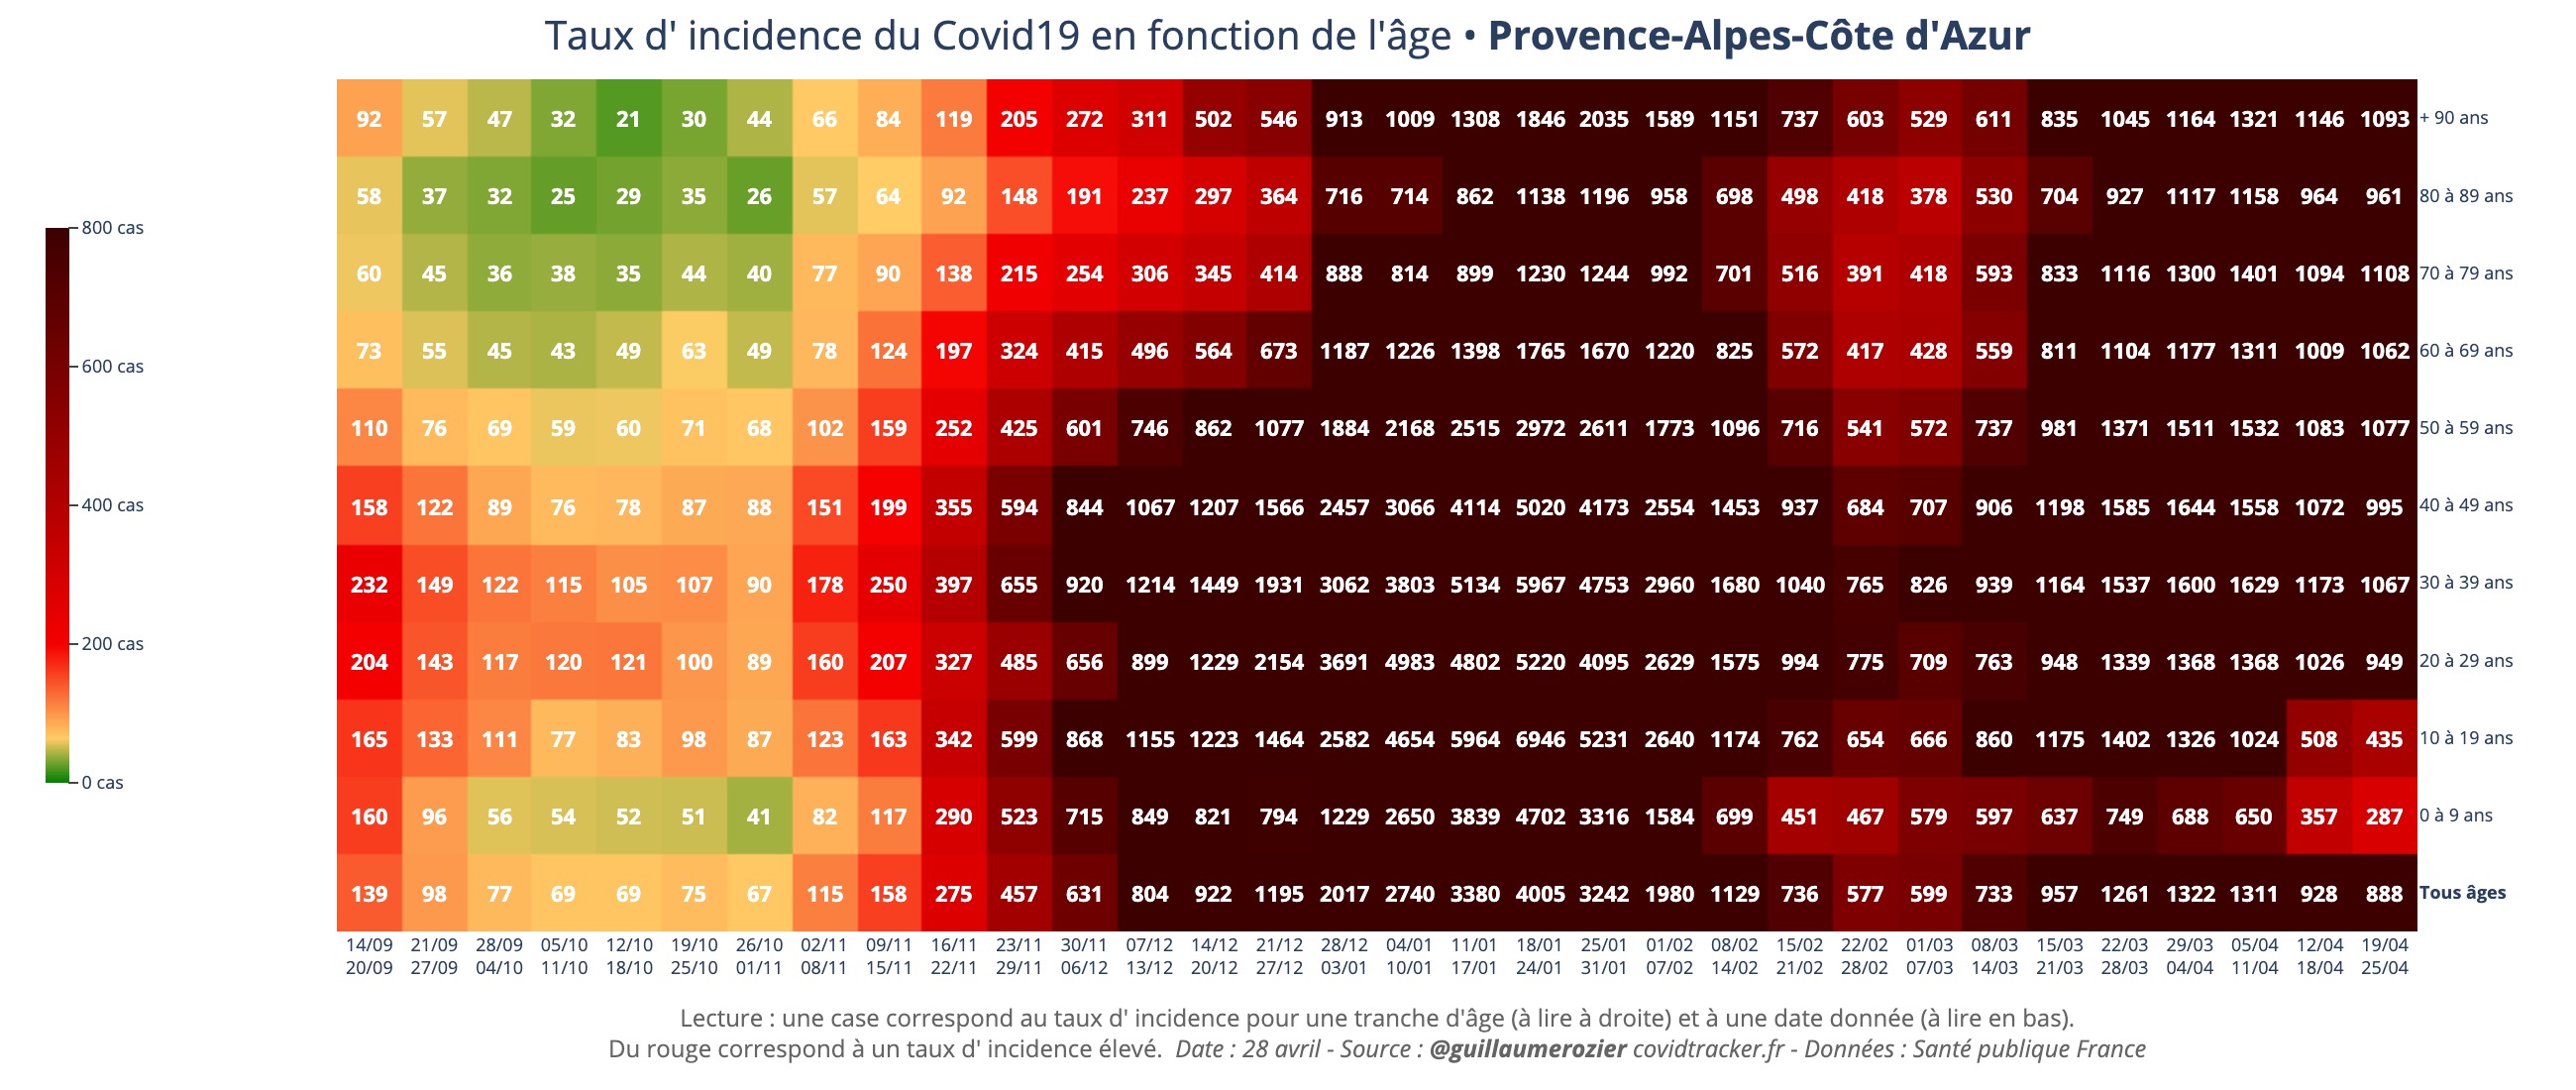 Taux d' incidence du Covid19 en fonction de l'âge • Provence-Alpes-Côte d'Azur
92 57 47 32 21 30 44 66 84 119 205 272 311 502 546 913 1009 1308 1846 2035 1589 1151 737 603 529 611 835 1045 1164 1321 1146 1093 + 90 ans
58 37 32 25 29 35 26 57 64 92 148 191 237 297 364 716 714 862 1138 1196 958 698 498 418 378 530 704 927 1117 1158 964 961 80 à 89 ans
800 cas
60 45 36 38 35 44 40 77 90 138 215 254 306 345 414 888 814 899 1230 1244 992 701 516 391 418 593 833 1116 1300 1401 1094 1108 70 à 79 ans
73 55 45 43 49 63 49 78 124 197 324 415 496 564 673 1187 1226 1398 1765 1670 1220 825 572 417 428 559 811 1104 1177 1311 1009 1062 60 à 69 ans
600 cas
110 76 69 59 60 71 68 102 159 252 425 601 746 862 1077 1884 2168 2515 2972 2611 1773 1096 716 541 572 737 981 1371 1511 1532 1083 1077 50 à 59 ans
400 cas
158 122 89 76 78 87 88 151 199 355 594 844 1067 1207 1566 2457 3066 4114 5020 4173 2554 1453 937 684 707 906 1198 1585 1644 1558 1072 995 40 à 49 ans
232 149 122 115 105 107 90 178 250 397 655 920 1214 1449 1931 3062 3803 5134 5967 4753 2960 1680 1040 765 826 939 1164 1537 1600 1629 1173 1067 30 à 39 ans
200 cas
204 143 117 120 121 100 89 160 207 327 485 656 899 1229 2154 3691 4983 4802 5220 4095 2629 1575 994 775 709 763 948 1339 1368 1368 1026 949 20 à 29 ans
165 133 111 77 83 98 87 123 163 342 599 868 1155 1223 1464 2582 4654 5964 6946 5231 2640 1174 762 654 666 860 1175 1402 1326 1024 508 435 10 à 19 ans
0 cas
160 96 56 54 52 51 41 82 117 290 523 715 849 821 794 1229 2650 3839 4702 3316 1584 699 451 467 579 597 637 749 688 650 357 287 0 à 9 ans
139 98 77 69 69 75 67 115 158 275 457 631 804 922 1195 2017 2740 3380 4005 3242 1980 1129 736 577 599 733 957 1261 1322 1311 928 888 Tous âges
14/09 21/09 28/09 05/10 12/10 19/10 26/10 02/11 09/11 16/11 23/11 30/11 07/12 14/12 21/12 28/12 04/01 11/01 18/01 25/01 01/02 08/02 15/02 22/02 01/03 08/03 15/03 22/03 29/03 05/04 12/04 19/04
20/09 27/09 04/10 11/10 18/10 25/10 01/11 08/11 15/11 22/11 29/11 06/12 13/12 20/12 27/12 03/01 10/01 17/01 24/01 31/01 07/02 14/02 21/02 28/02 07/03 14/03 21/03 28/03 04/04 11/04 18/04 25/04
Lecture : une case correspond au taux d' incidence pour une tranche d'âge (à lire à droite) et à une date donnée (à lire en bas).
Du rouge correspond à un taux d' incidence élevé. Date : 28 avril - Source : @guillaumerozier covidtracker.fr - Données : Santé publique France